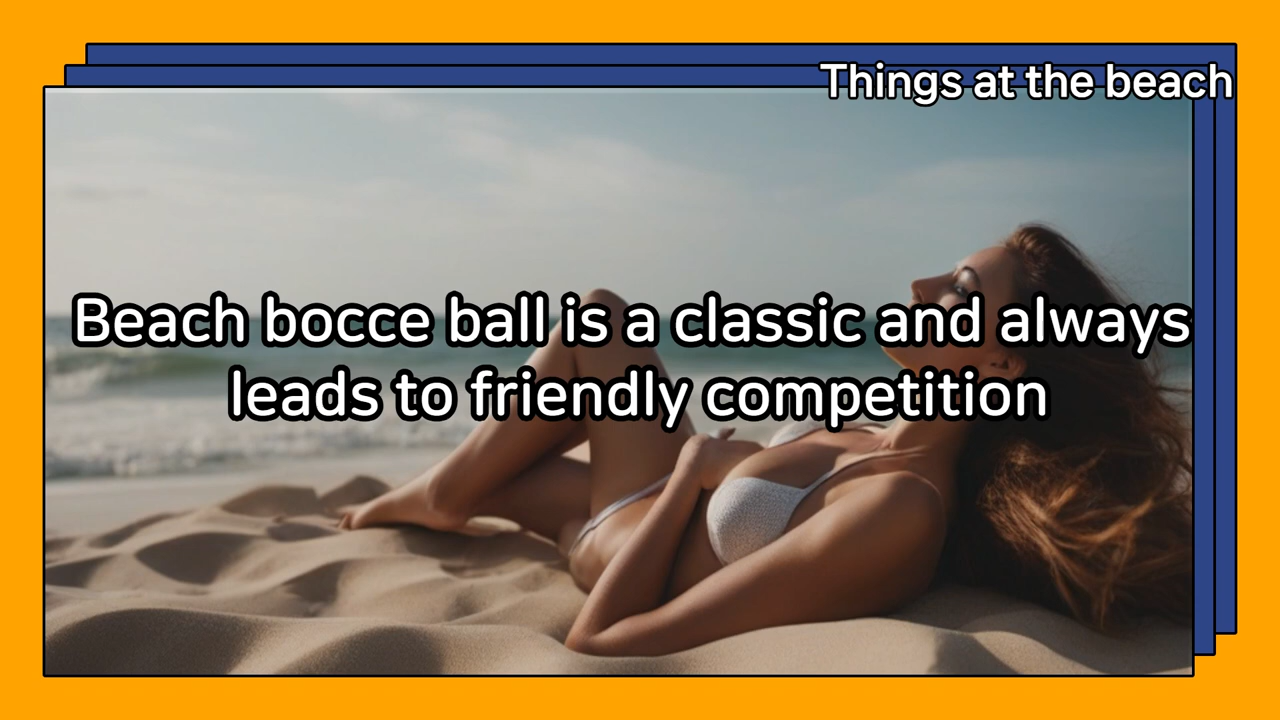 Things at the beach
Beach bocce ball is a classic and always
leads to friendly competition